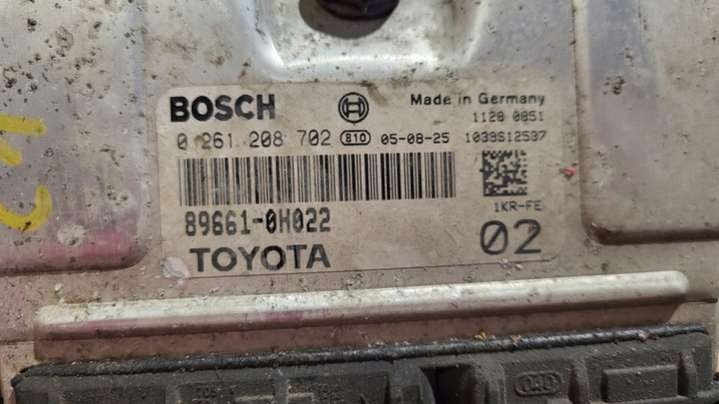 BOSCH Made in Germany
1128 0851
0 261 208 702 810 05-08-25 1039S12537
89661-0H022 1KR-FE
TOYOTA 02